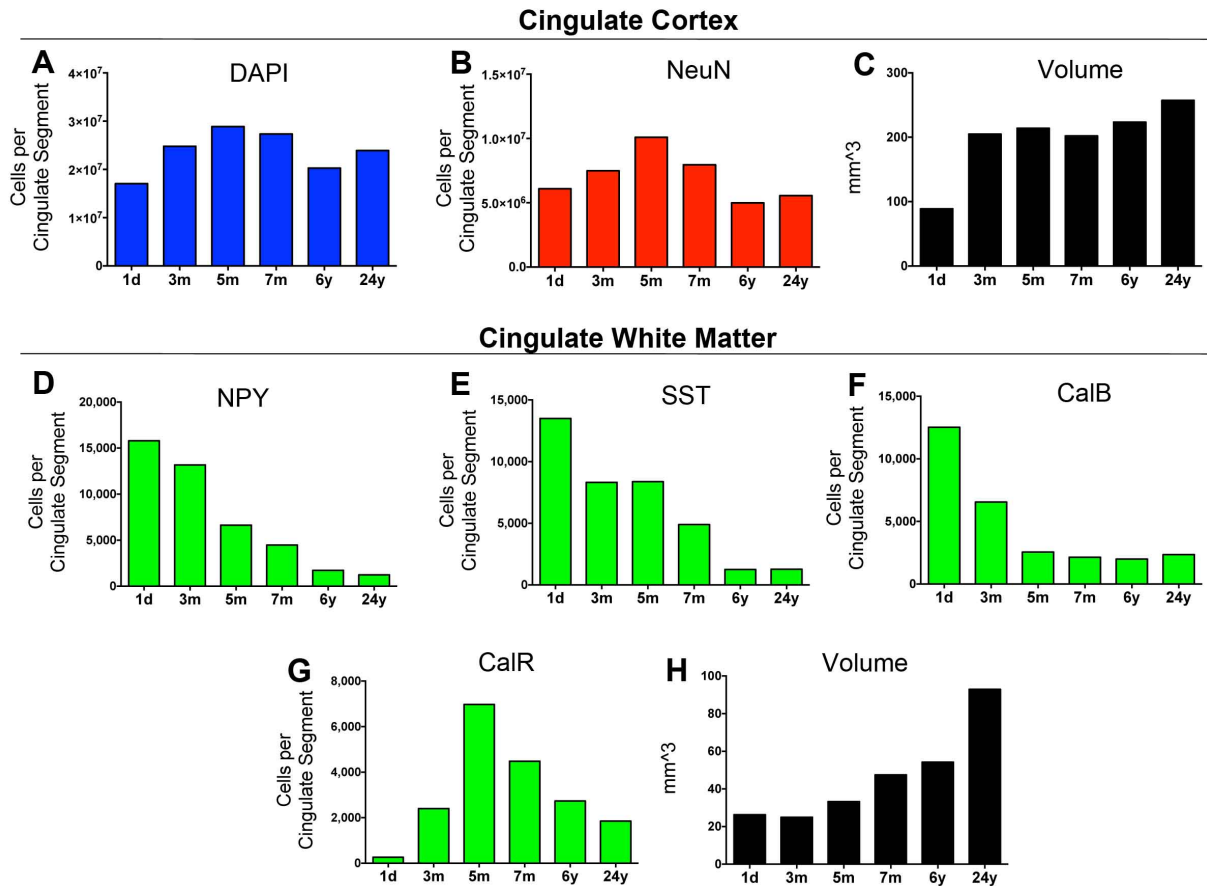 Cingulate Cortex
A
DAPI
Cells per
Cingulate Segment
4×10⁷
3×10⁷
2×10⁷
1×10⁷
0
1d 3m 5m 7m 6y 24y
B
NeuN
Cells per
Cingulate Segment
1.5×10⁷
1.0×10⁷
5.0×10⁶
0.0
1d 3m 5m 7m 6y 24y
C
Volume
mm^3
300
200
100
0
1d 3m 5m 7m 6y 24y
Cingulate White Matter
D
NPY
Cells per
Cingulate Segment
20,000
15,000
10,000
5,000
0
1d 3m 5m 7m 6y 24y
E
SST
Cells per
Cingulate Segment
15,000
10,000
5,000
0
1d 3m 5m 7m 6y 24y
F
CalB
Cells per
Cingulate Segment
15,000
10,000
5,000
0
1d 3m 5m 7m 6y 24y
G
CalR
Cells per
Cingulate Segment
8,000
6,000
4,000
2,000
0
1d 3m 5m 7m 6y 24y
H
Volume
mm^3
100
80
60
40
20
0
1d 3m 5m 7m 6y 24y